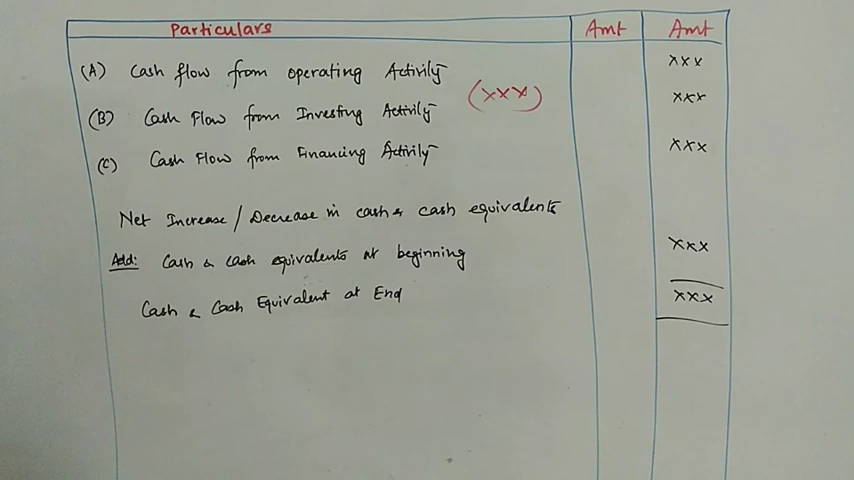 Particulars Amt Amt
(A) Cash flow from operating Activity xxx
(xxx)
(B) Cash Flow from Investing Activity xxx
(C) Cash Flow from Financing Activity xxx
Net Increase / Decrease in cash & cash equivalents
Add: Cash & cash equivalents at beginning xxx
Cash & Cash Equivalent at End xxx